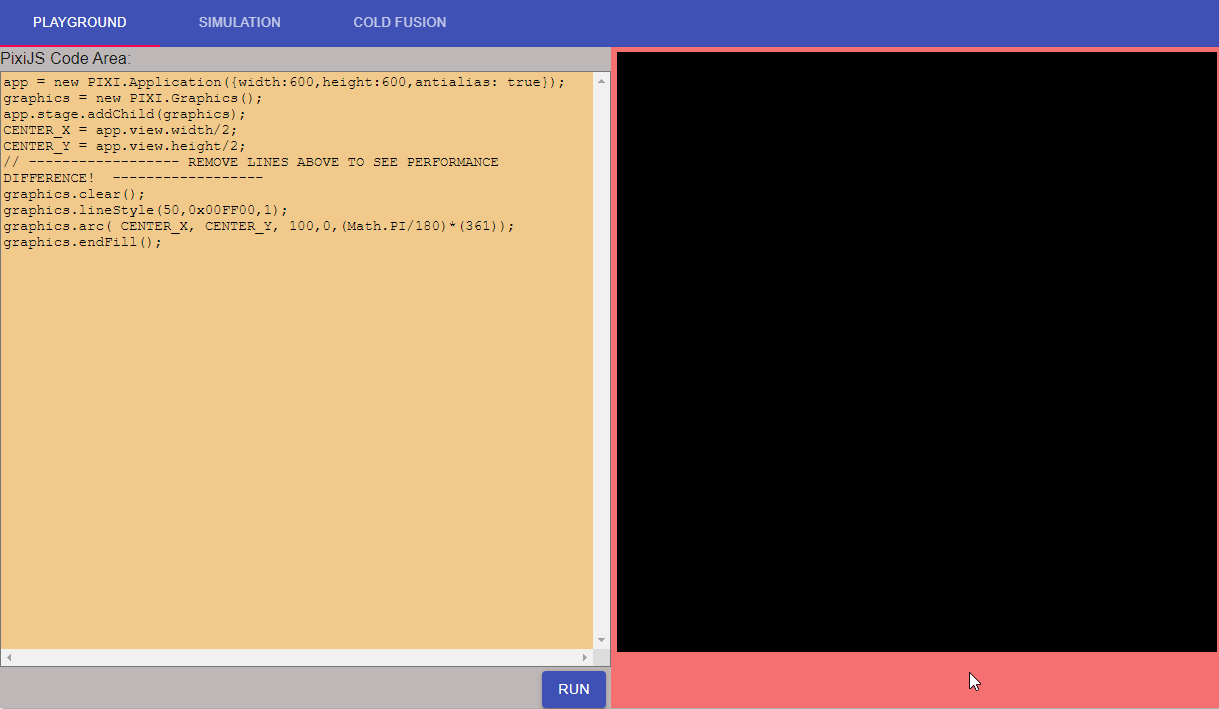 PLAYGROUND SIMULATION COLD FUSION
PixiJS Code Area:
app = new PIXI.Application({width:600,height:600,antialias: true});
graphics = new PIXI.Graphics();
app.stage.addChild(graphics);
CENTER_X = app.view.width/2;
CENTER_Y = app.view.height/2;
// ------------------ REMOVE LINES ABOVE TO SEE PERFORMANCE
DIFFERENCE!  ------------------
graphics.clear();
graphics.lineStyle(50,0x00FF00,1);
graphics.arc( CENTER_X, CENTER_Y, 100,0,(Math.PI/180)*(361));
graphics.endFill();
RUN